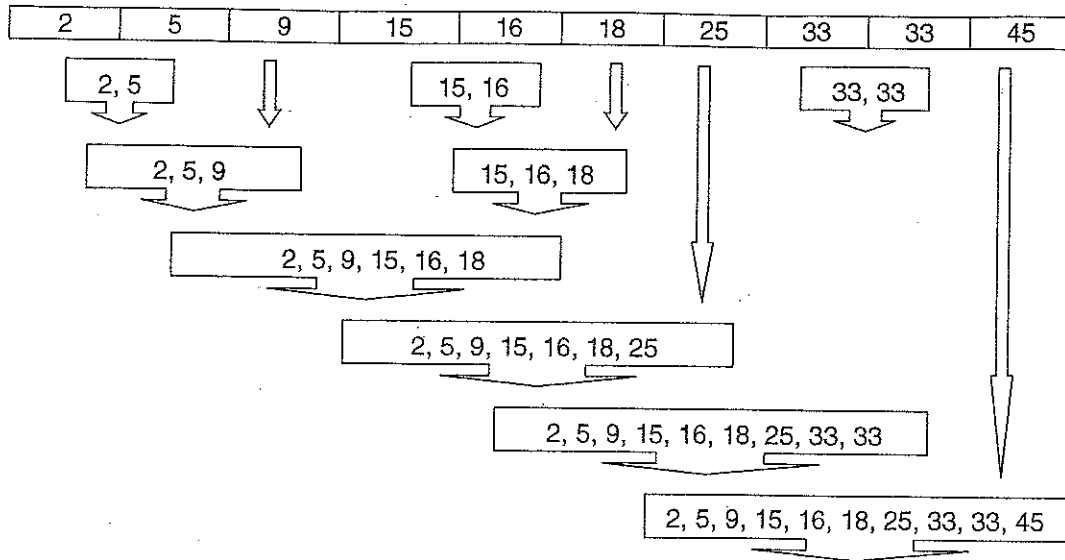 2 5 9 15 16 18 25 33 33 45
2, 5 15, 16 33, 33
2, 5, 9 15, 16, 18
2, 5, 9, 15, 16, 18
2, 5, 9, 15, 16, 18, 25
2, 5, 9, 15, 16, 18, 25, 33, 33
2, 5, 9, 15, 16, 18, 25, 33, 33, 45